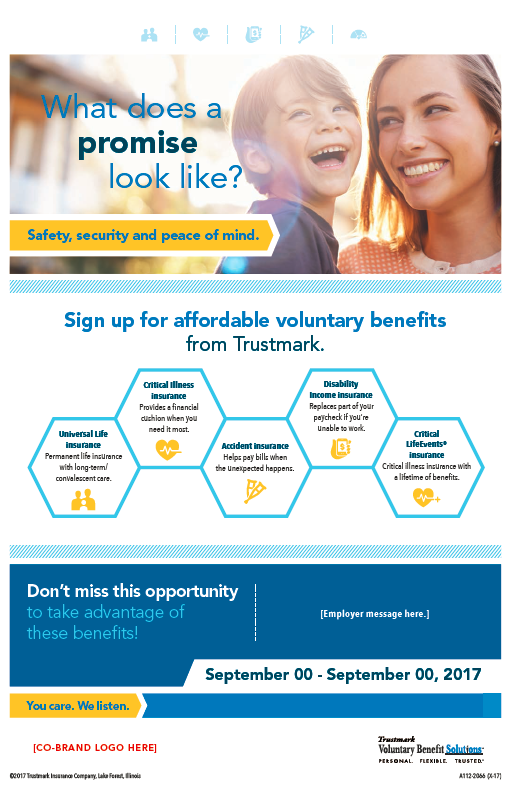 What does a
promise
look like?
Safety, security and peace of mind.
Sign up for affordable voluntary benefits
from Trustmark.
Universal Life
insurance
Permanent life insurance
with long-term/
convalescent care.
Critical Illness
insurance
Provides a financial
cushion when you
need it most.
Accident insurance
Helps pay bills when
the unexpected happens.
Disability
Income insurance
Replaces part of your
paycheck if you're
unable to work.
Critical
LifeEvents®
insurance
Critical illness insurance with
a lifetime of benefits.
Don't miss this opportunity
to take advantage of
these benefits!
[Employer message here.]
September 00 - September 00, 2017
You care. We listen.
[CO-BRAND LOGO HERE]
Trustmark
Voluntary Benefit Solutions®
PERSONAL. FLEXIBLE. TRUSTED.®
©2017 Trustmark Insurance Company, Lake Forest, Illinois
A112-2066 (X-17)